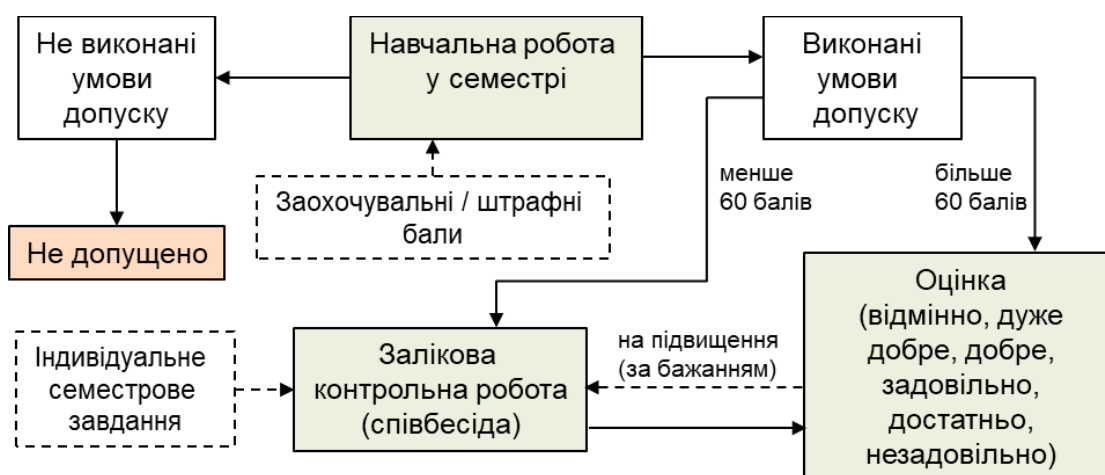 Не виконані
умови
допуску
Навчальна робота
у семестрі
Виконані
умови
допуску
Заохочувальні / штрафні
бали
менше
60 балів
більше
60 балів
Не допущено
Індивідуальне
семестрове
завдання
Залікова
контрольна робота
(співбесіда)
на підвищення
(за бажанням)
Оцінка
(відмінно, дуже
добре, добре,
задовільно,
достатньо,
незадовільно)